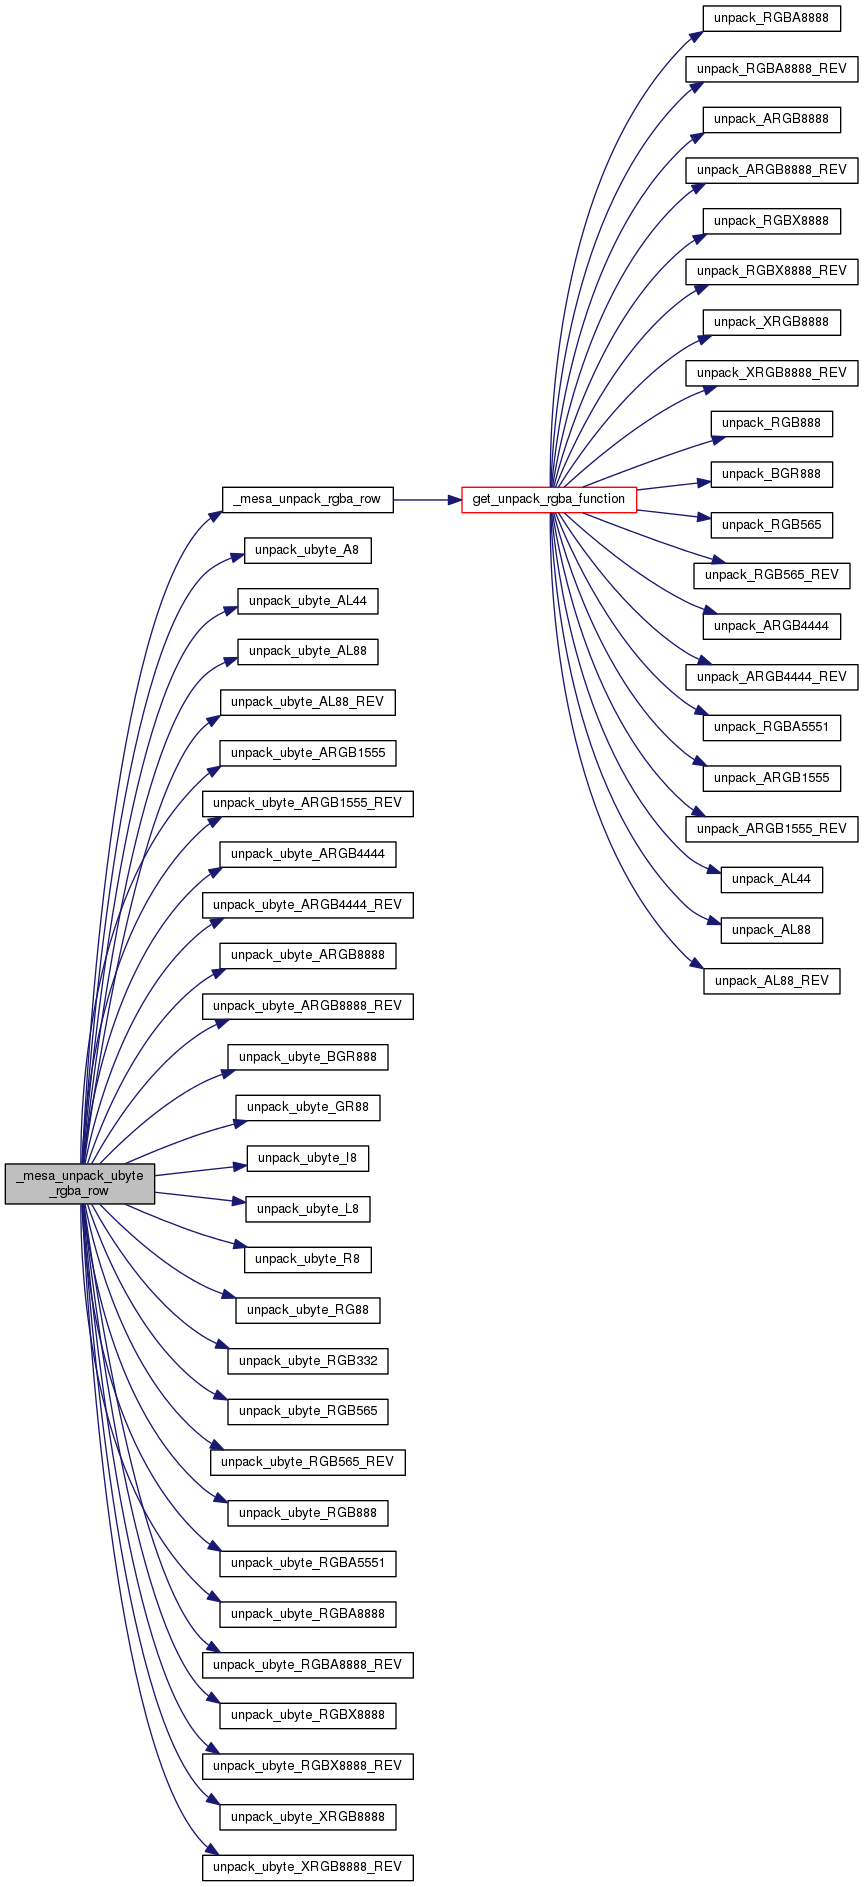 unpack_RGBA8888
unpack_RGBA8888_REV
unpack_ARGB8888
unpack_ARGB8888_REV
unpack_RGBX8888
unpack_RGBX8888_REV
unpack_XRGB8888
unpack_XRGB8888_REV
unpack_RGB888
unpack_BGR888
unpack_RGB565
unpack_RGB565_REV
unpack_ARGB4444
unpack_ARGB4444_REV
unpack_RGBA5551
unpack_ARGB1555
unpack_ARGB1555_REV
unpack_AL44
unpack_AL88
unpack_AL88_REV
get_unpack_rgba_function
_mesa_unpack_rgba_row
unpack_ubyte_A8
unpack_ubyte_AL44
unpack_ubyte_AL88
unpack_ubyte_AL88_REV
unpack_ubyte_ARGB1555
unpack_ubyte_ARGB1555_REV
unpack_ubyte_ARGB4444
unpack_ubyte_ARGB4444_REV
unpack_ubyte_ARGB8888
unpack_ubyte_ARGB8888_REV
unpack_ubyte_BGR888
unpack_ubyte_GR88
unpack_ubyte_I8
unpack_ubyte_L8
unpack_ubyte_R8
unpack_ubyte_RG88
unpack_ubyte_RGB332
unpack_ubyte_RGB565
unpack_ubyte_RGB565_REV
unpack_ubyte_RGB888
unpack_ubyte_RGBA5551
unpack_ubyte_RGBA8888
unpack_ubyte_RGBA8888_REV
unpack_ubyte_RGBX8888
unpack_ubyte_RGBX8888_REV
unpack_ubyte_XRGB8888
unpack_ubyte_XRGB8888_REV
_mesa_unpack_ubyte
_rgba_row